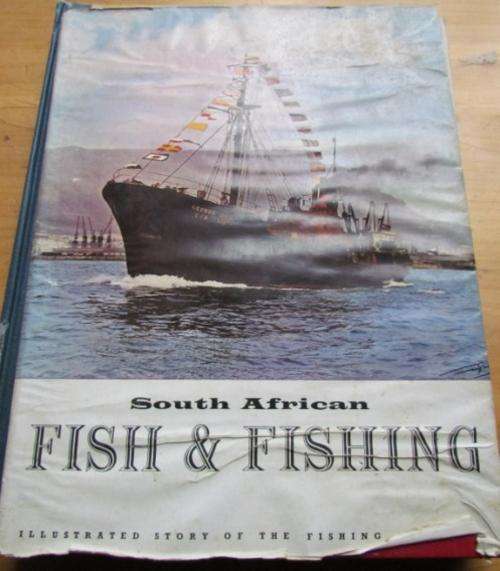 South African
FISH & FISHING
ILLUSTRATED STORY OF THE FISHING